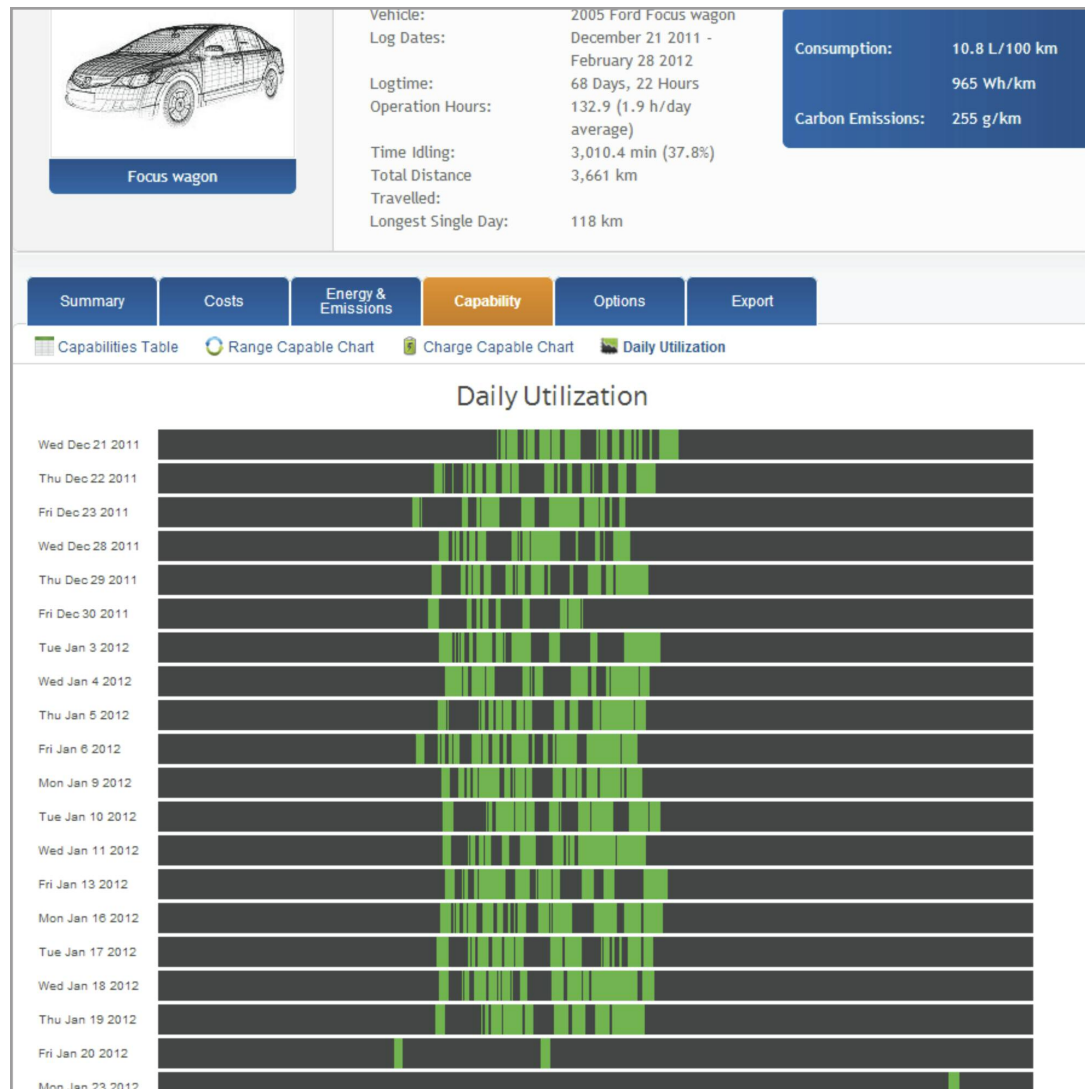 Vehicle: 2005 Ford Focus wagon
Log Dates: December 21 2011 -
February 28 2012
Logtime: 68 Days, 22 Hours
Operation Hours: 132.9 (1.9 h/day
average)
Time Idling: 3,010.4 min (37.8%)
Total Distance 3,661 km
Travelled:
Longest Single Day: 118 km
Consumption: 10.8 L/100 km
965 Wh/km
Carbon Emissions: 255 g/km
Focus wagon
Summary
Costs
Energy &
Emissions
Capability
Options
Export
Capabilities Table
Range Capable Chart
Charge Capable Chart
Daily Utilization
Daily Utilization
Wed Dec 21 2011
Thu Dec 22 2011
Fri Dec 23 2011
Wed Dec 28 2011
Thu Dec 29 2011
Fri Dec 30 2011
Tue Jan 3 2012
Wed Jan 4 2012
Thu Jan 5 2012
Fri Jan 6 2012
Mon Jan 9 2012
Tue Jan 10 2012
Wed Jan 11 2012
Fri Jan 13 2012
Mon Jan 16 2012
Tue Jan 17 2012
Wed Jan 18 2012
Thu Jan 19 2012
Fri Jan 20 2012
Mon Jan 23 2012